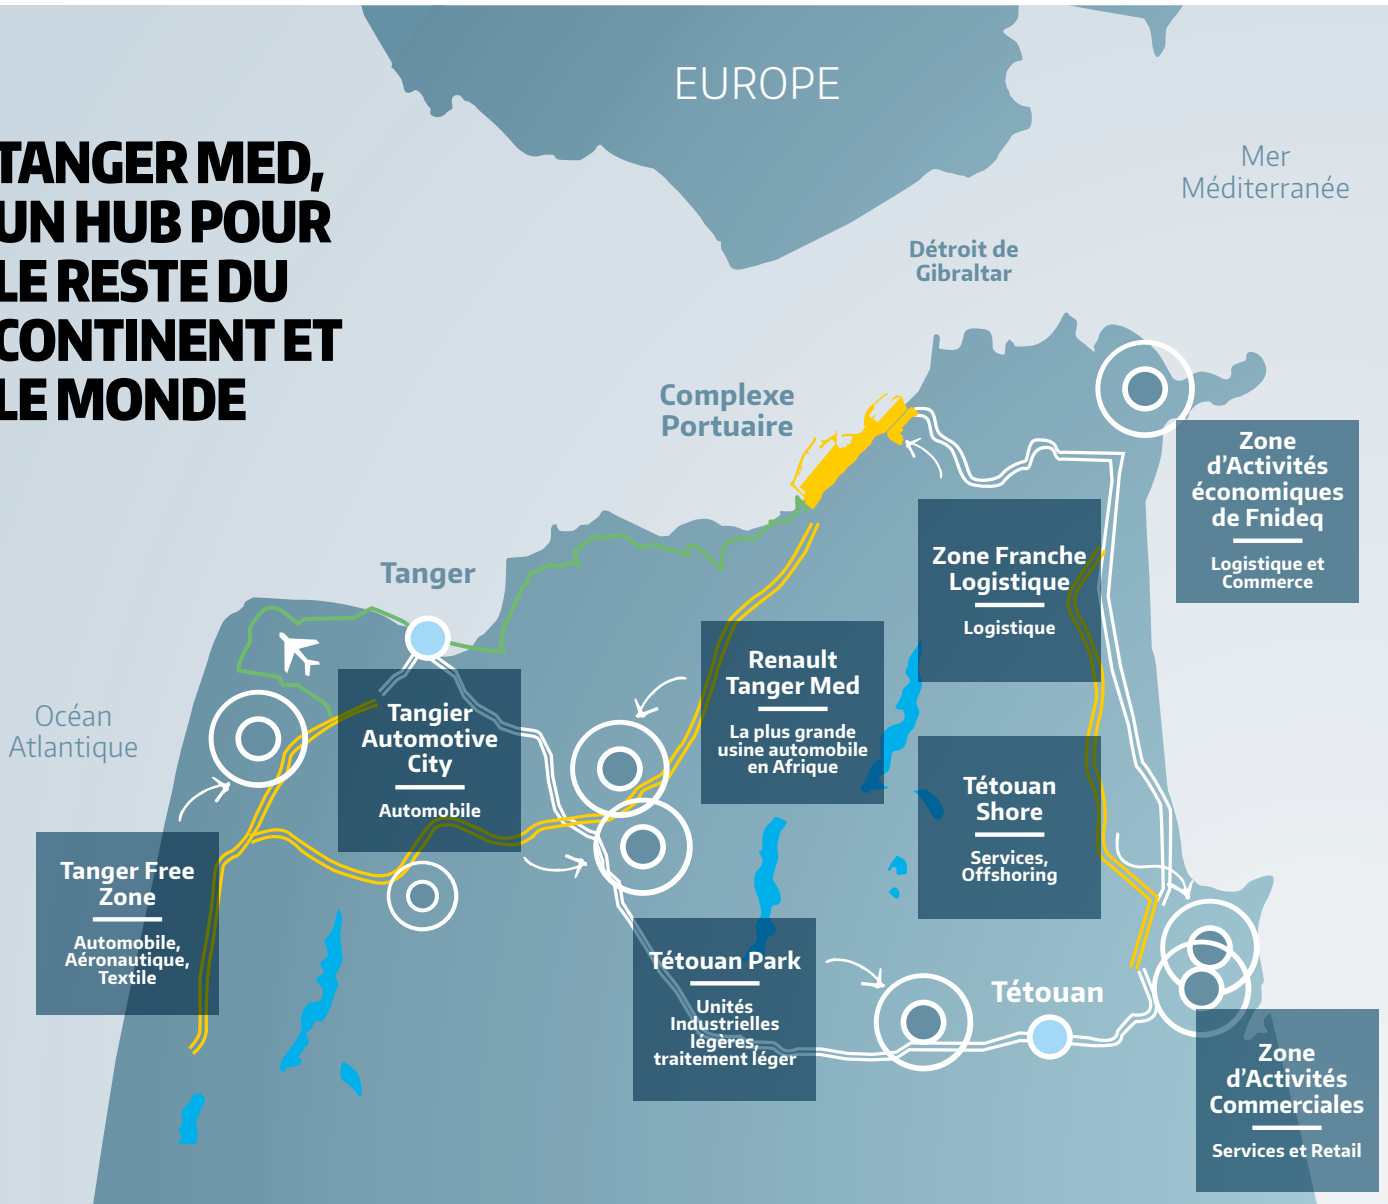 EUROPE
TANGER MED,
UN HUB POUR
LE RESTE DU
CONTINENT ET
LE MONDE
Mer
Méditerranée
Détroit de
Gibraltar
Complexe
Portuaire
Zone
d’Activités
économiques
de Fnideq
Logistique et
Commerce
Zone Franche
Logistique
Logistique
Tanger
Renault
Tanger Med
La plus grande
usine automobile
en Afrique
Océan
Atlantique
Tangier
Automotive
City
Automobile
Tétouan
Shore
Services,
Offshoring
Tanger Free
Zone
Automobile,
Aéronautique,
Textile
Tétouan Park
Unités
Industrielles
légères,
traitement léger
Tétouan
Zone
d’Activités
Commerciales
Services et Retail